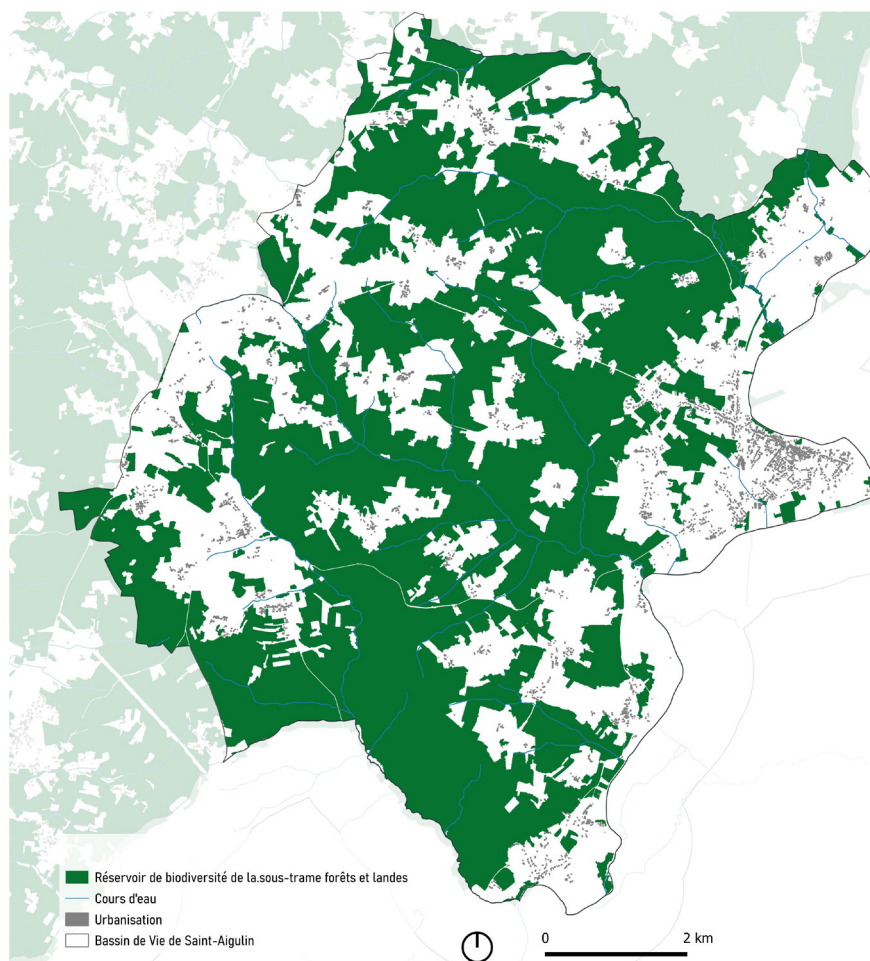 Réservoir de biodiversité de la.sous-trame forêts et landes
Cours d'eau
Urbanisation
Bassin de Vie de Saint-Aigulin
0 2 km